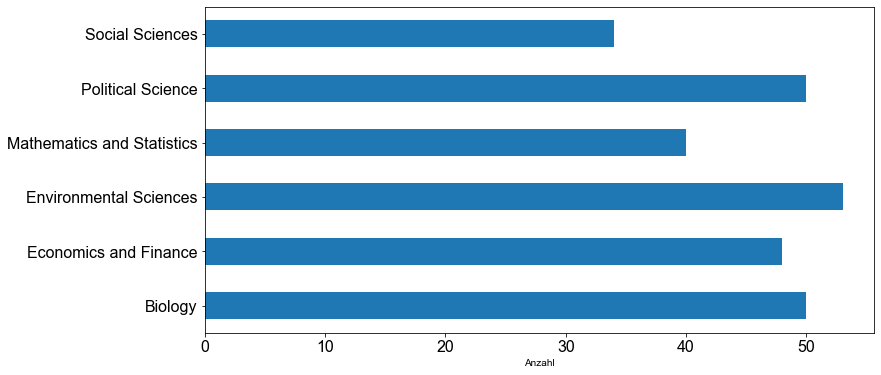 Social Sciences
Political Science
Mathematics and Statistics
Environmental Sciences
Economics and Finance
Biology
0 10 20 30 40 50
Anzahl